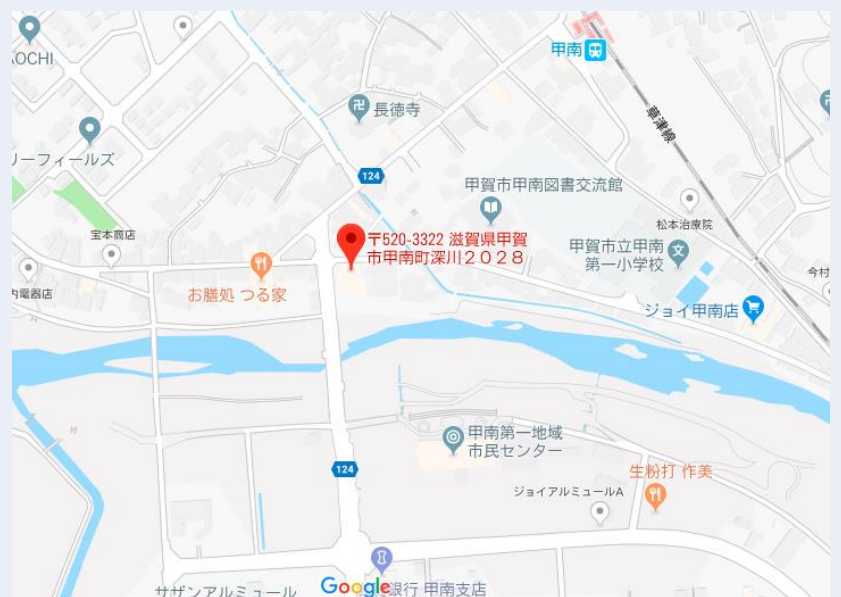 甲南
OCHI
長徳寺
草津線
リーフィールズ
124
甲賀市甲南図書交流館
松本治療院
宝本商店
〒520-3322 滋賀県甲賀
市甲南町深川2028
甲賀市立甲南
第一小学校
今村
内電器店
お膳処 つる家
ジョイ甲南店
甲南第一地域
市民センター
124
生粉打 作美
ジョイアルミュールA
サザンアルミュール
Google
銀行 甲南支店